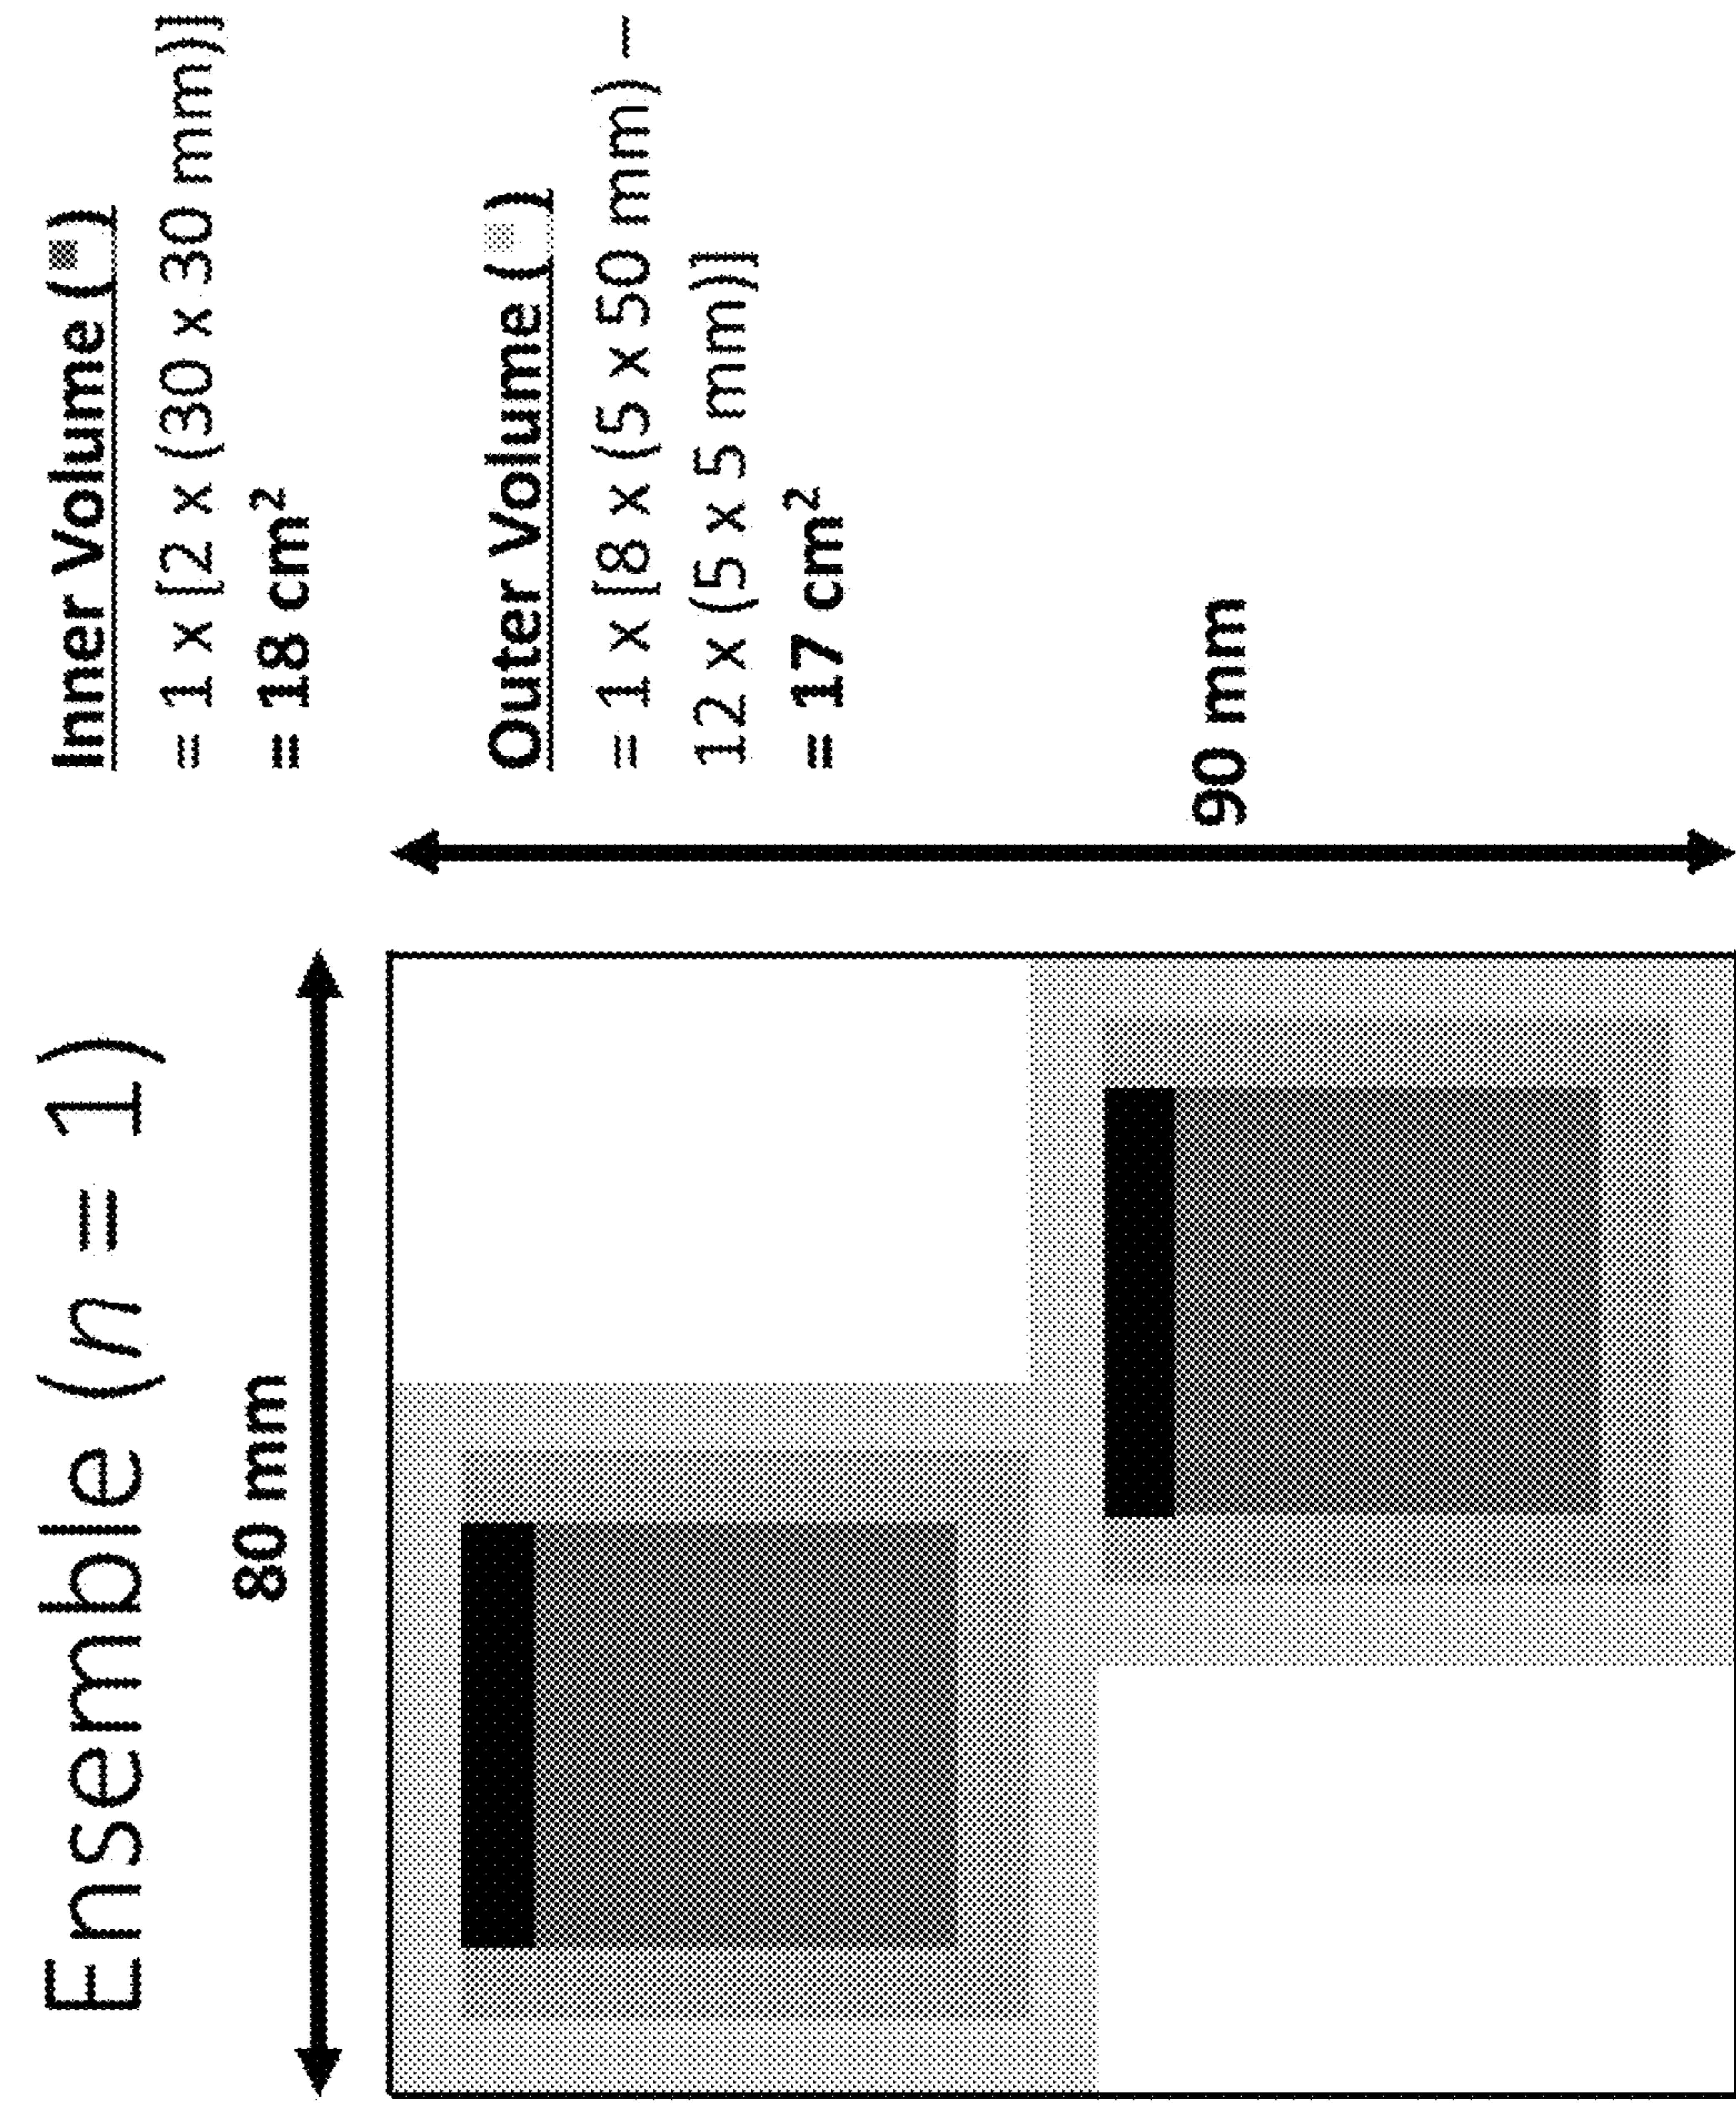 Ensemble (n = 1)
80 mm
90 mm
Inner Volume (▪)
= 1 x [2 x (30 x 30 mm)]
= 18 cm²
Outer Volume (▫)
= 1 x [8 x (5 x 50 mm) –
12 x (5 x 5 mm)]
= 17 cm²